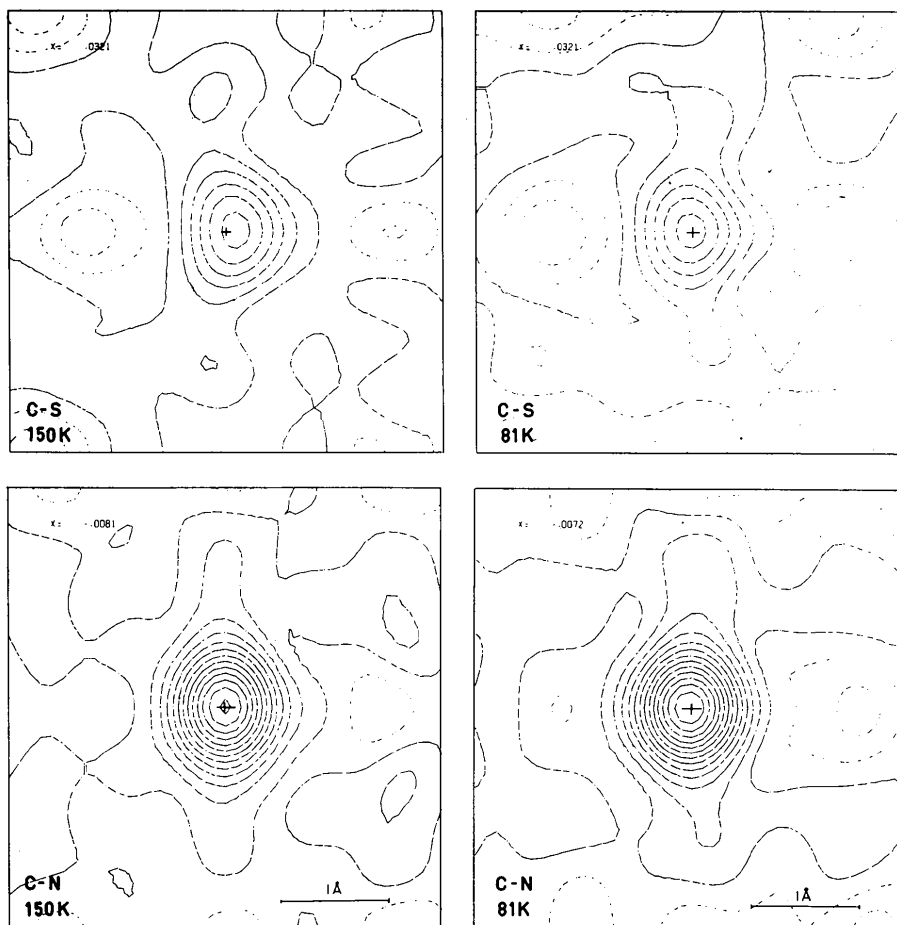 X= .0321
C-S
150K
X= .0321
C-S
81K
X= -.0081
C-N
150K
1Å
X= -.0072
C-N
81K
1Å